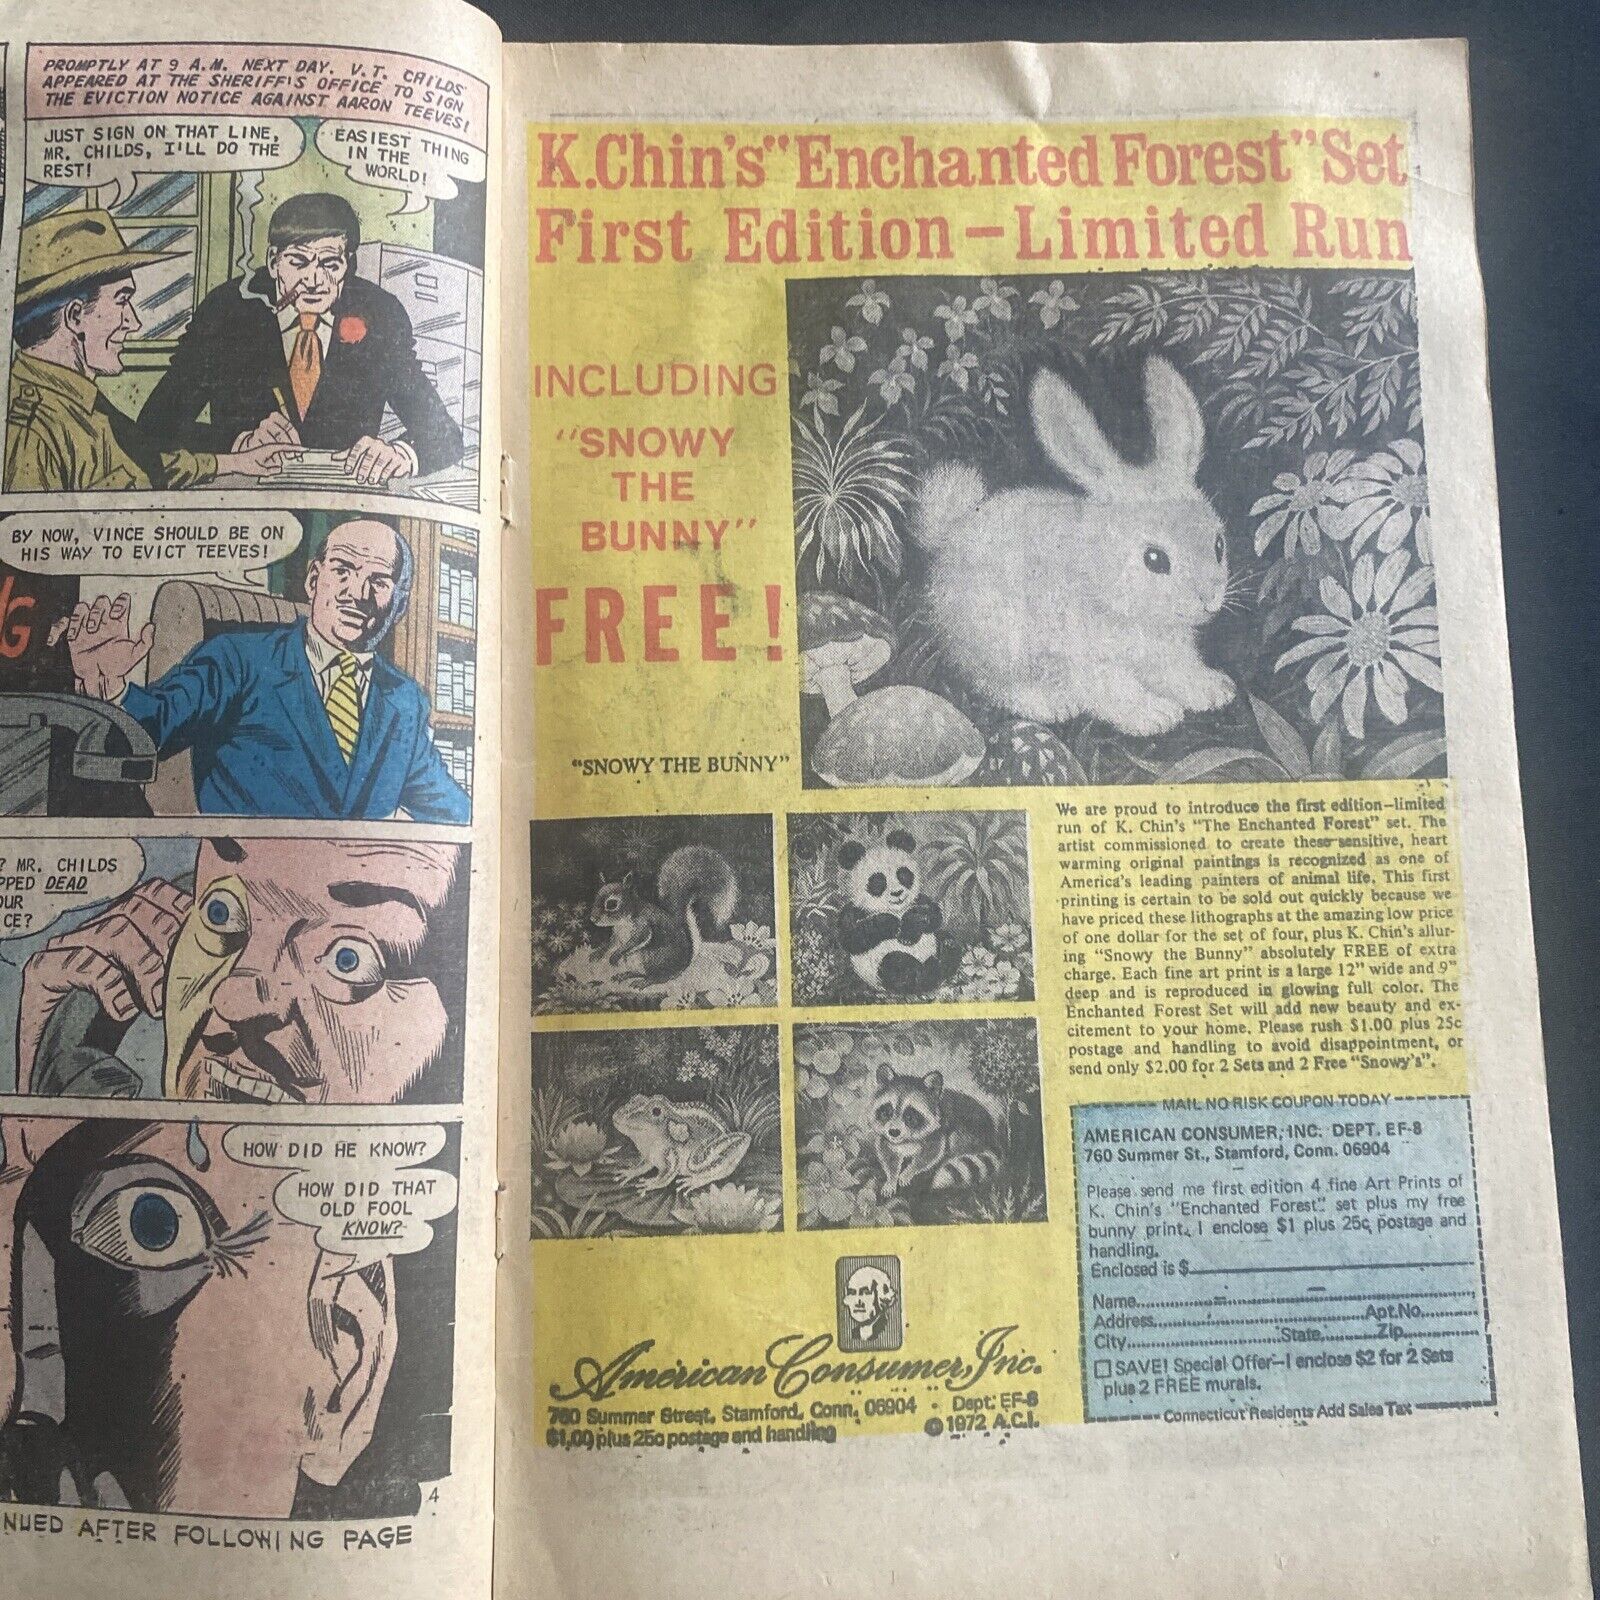 PROMPTLY AT 9 A.M. NEXT DAY, V.T. CHILDS
APPEARED AT THE SHERIFF'S OFFICE TO SIGN
THE EVICTION NOTICE AGAINST AARON TEEVES!
JUST SIGN ON THAT LINE,
MR. CHILDS, I'LL DO THE
REST!
EASIEST THING
IN THE
WORLD!
BY NOW, VINCE SHOULD BE ON
HIS WAY TO EVICT TEEVES!
? MR. CHILDS
PPED DEAD
OUR
CE?
HOW DID HE KNOW?
HOW DID THAT
OLD FOOL
KNOW?
4
NUED AFTER FOLLOWING PAGE
K.Chin's "Enchanted Forest" Set
First Edition – Limited Run
INCLUDING
"SNOWY
THE
BUNNY"
FREE!
"SNOWY THE BUNNY"
We are proud to introduce the first edition–limited
run of K. Chin's "The Enchanted Forest" set. The
artist commissioned to create these sensitive, heart
warming original paintings is recognized as one of
America's leading painters of animal life. This first
printing is certain to be sold out quickly because we
have priced these lithographs at the amazing low price
of one dollar for the set of four, plus K. Chin's allur-
ing "Snowy the Bunny" absolutely FREE of extra
charge. Each fine art print is a large 12" wide and 9"
deep and is reproduced in glowing full color. The
Enchanted Forest Set will add new beauty and ex-
citement to your home. Please rush $1.00 plus 25c
postage and handling to avoid disappointment, or
send only $2.00 for 2 Sets and 2 Free "Snowy's".
MAIL NO RISK COUPON TODAY
AMERICAN CONSUMER, INC. DEPT. EF-8
760 Summer St., Stamford, Conn. 06904
Please send me first edition 4 fine Art Prints of
K. Chin's "Enchanted Forest" set plus my free
bunny print. I enclose $1 plus 25c postage and
handling.
Enclosed is $
Name
Address Apt.No.
City State Zip
SAVE! Special Offer–I enclose $2 for 2 Sets
plus 2 FREE murals.
Connecticut Residents Add Sales Tax
American Consumer, Inc.
760 Summer Street, Stamford, Conn. 06904 · Dept: EF-8
$1.00 plus 25c postage and handling © 1972 A.C.I.